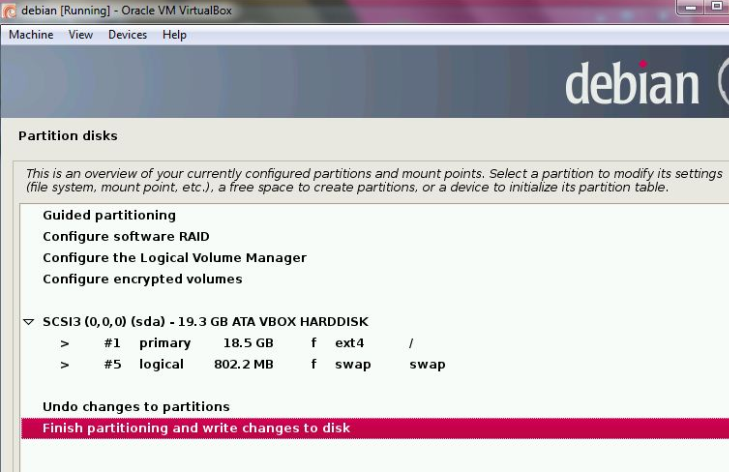 debian [Running] - Oracle VM VirtualBox
Machine View Devices Help
debian
Partition disks
This is an overview of your currently configured partitions and mount points. Select a partition to modify its settings
(file system, mount point, etc.), a free space to create partitions, or a device to initialize its partition table.
Guided partitioning
Configure software RAID
Configure the Logical Volume Manager
Configure encrypted volumes
SCSI3 (0,0,0) (sda) - 19.3 GB ATA VBOX HARDDISK
> #1 primary 18.5 GB f ext4 /
> #5 logical 802.2 MB f swap swap
Undo changes to partitions
Finish partitioning and write changes to disk